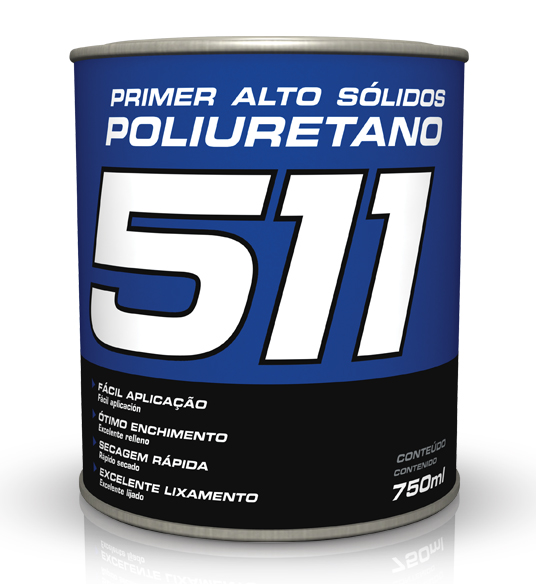 PRIMER ALTO SÓLIDOS
POLIURETANO
511
FÁCIL APLICAÇÃO
Fácil aplicación
ÓTIMO ENCHIMENTO
Excelente relleno
SECAGEM RÁPIDA
Rápido secado
EXCELENTE LIXAMENTO
Excelente lijado
CONTEÚDO
CONTENIDO
750ml